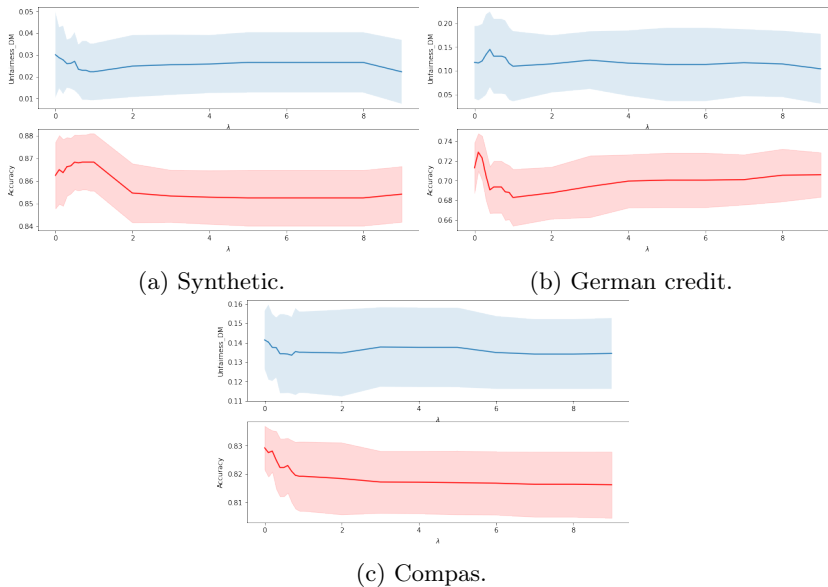 0.05
0.04
0.03
0.02
0.01
Unfairness_DM
0 2 4 6 8
λ
0.88
0.87
0.86
0.85
0.84
Accuracy
0 2 4 6 8
λ
(a) Synthetic.
0.20
0.15
0.10
0.05
Unfairness_DM
0 2 4 6 8
λ
0.74
0.72
0.70
0.68
0.66
Accuracy
0 2 4 6 8
λ
(b) German credit.
0.16
0.15
0.14
0.13
0.12
0.11
Unfairness_DM
0 2 4 6 8
λ
0.83
0.82
0.81
Accuracy
0 2 4 6 8
λ
(c) Compas.